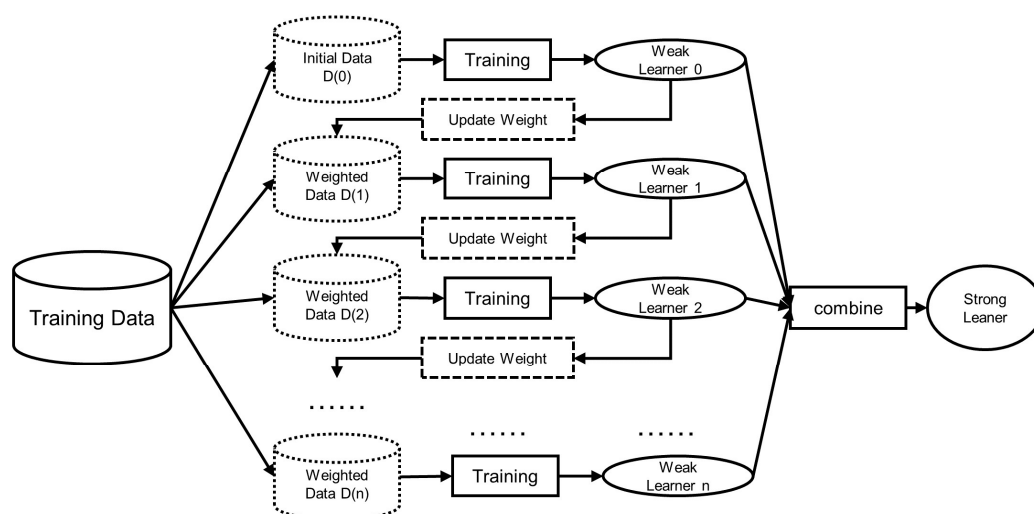 Initial Data
D(0)
Training
Weak
Learner 0
Update Weight
Weighted
Data D(1)
Training
Weak
Learner 1
Update Weight
Training Data
Weighted
Data D(2)
Training
Weak
Learner 2
combine
Strong
Leaner
Update Weight
......
......
......
Weighted
Data D(n)
Training
Weak
Learner n